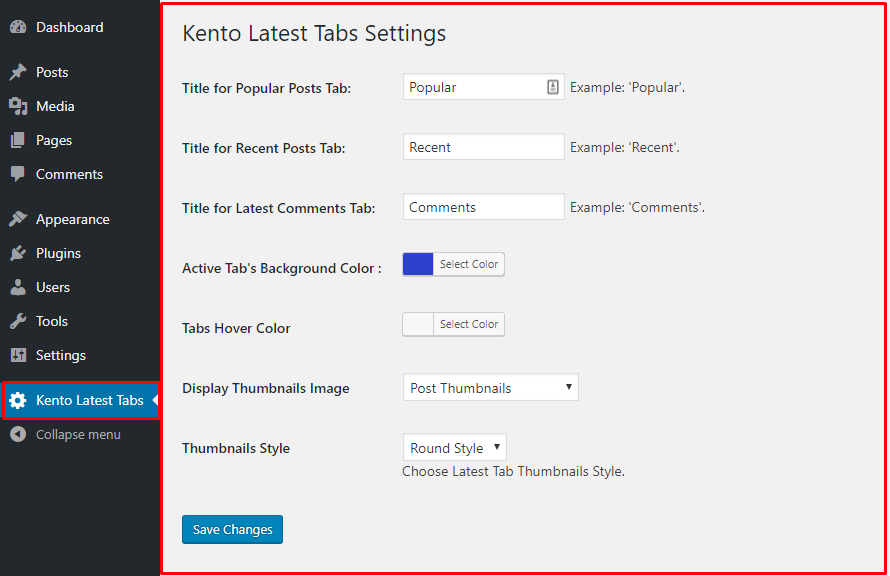 Dashboard
Posts
Media
Pages
Comments
Appearance
Plugins
Users
Tools
Settings
Kento Latest Tabs
Collapse menu
Kento Latest Tabs Settings
Title for Popular Posts Tab: Popular Example: 'Popular'.
Title for Recent Posts Tab: Recent Example: 'Recent'.
Title for Latest Comments Tab: Comments Example: 'Comments'.
Active Tab's Background Color : Select Color
Tabs Hover Color Select Color
Display Thumbnails Image Post Thumbnails
Thumbnails Style Round Style
Choose Latest Tab Thumbnails Style.
Save Changes